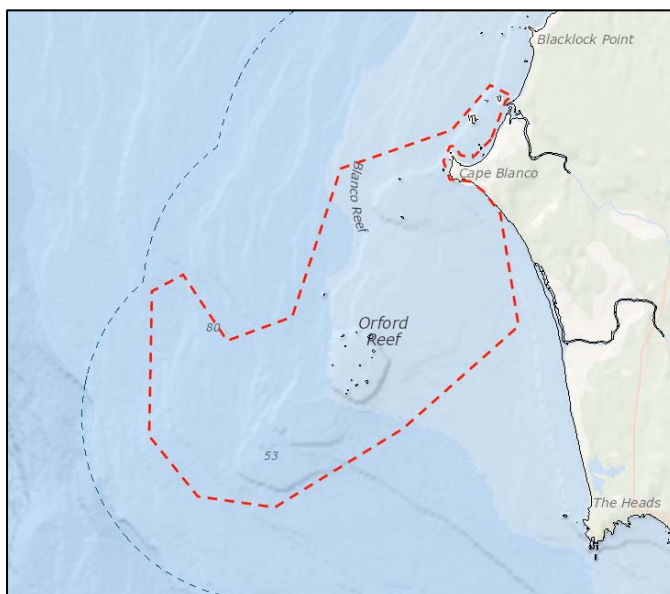 Blacklock Point
Cape Blanco
Blanco Reef
Orford
Reef
80
53
The Heads